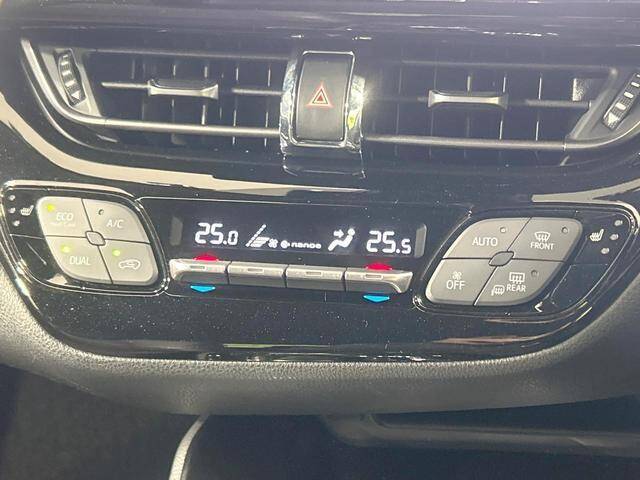 ECO
A/C
DUAL
25.0
nanoe
25.5
AUTO
FRONT
OFF
REAR